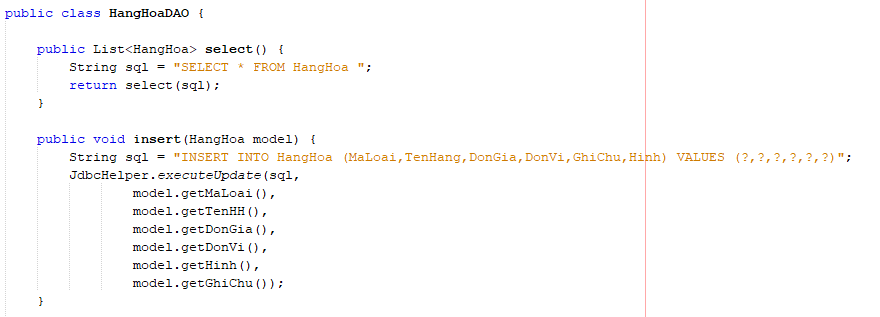 public class HangHoaDAO {
public List<HangHoa> select() {
String sql = "SELECT * FROM HangHoa ";
return select(sql);
}
public void insert(HangHoa model) {
String sql = "INSERT INTO HangHoa (MaLoai,TenHang,DonGia,DonVi,GhiChu,Hinh) VALUES (?,?,?,?,?,?)";
JdbcHelper.executeUpdate(sql,
model.getMaLoai(),
model.getTenHH(),
model.getDonGia(),
model.getDonVi(),
model.getHinh(),
model.getGhiChu());
}